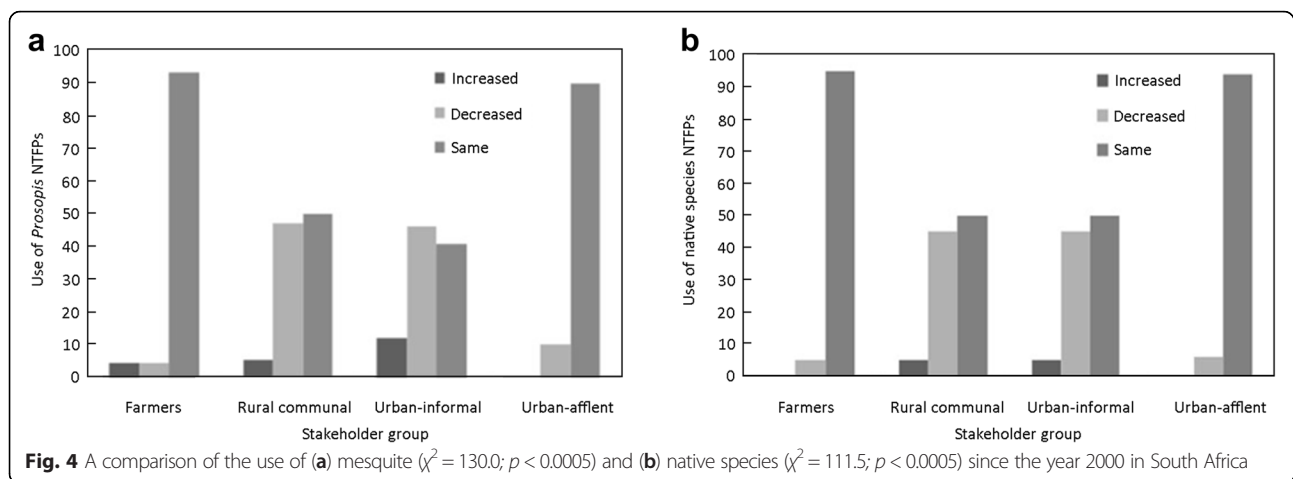 a
100
90
80
70
60
50
40
30
20
10
0
Use of Prosopis NTFPs
Increased
Decreased
Same
Farmers Rural communal Urban-informal Urban-afflent
Stakeholder group
b
100
90
80
70
60
50
40
30
20
10
0
Use of native species NTFPs
Increased
Decreased
Same
Farmers Rural communal Urban-informal Urban-afflent
Stakeholder group
Fig. 4 A comparison of the use of (a) mesquite (χ² = 130.0; p < 0.0005) and (b) native species (χ² = 111.5; p < 0.0005) since the year 2000 in South Africa